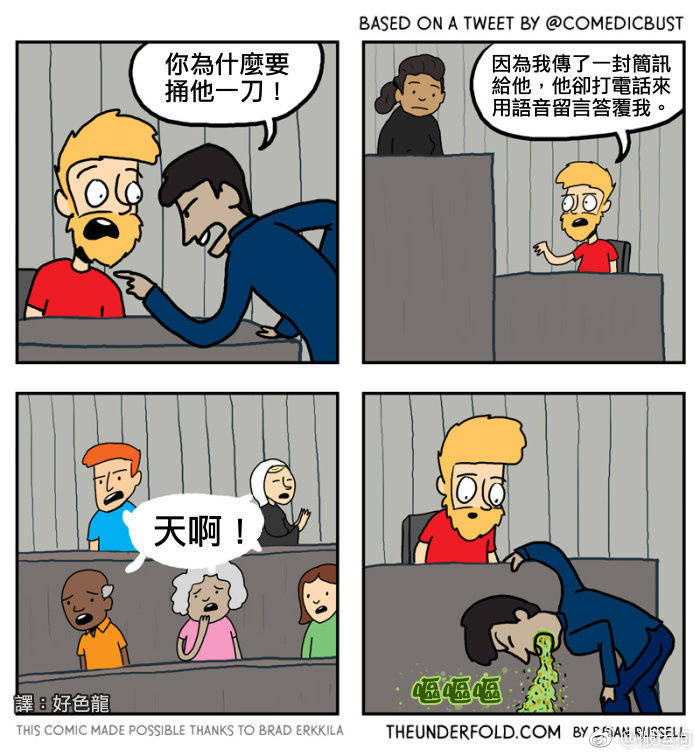 BASED ON A TWEET BY @COMEDICBUST
你為什麼要
捅他一刀！
因為我傳了一封簡訊
給他，他卻打電話來
用語音留言答覆我。
天啊！
嘔嘔嘔
譯：好色龍
THIS COMIC MADE POSSIBLE THANKS TO BRAD ERKKILA
THEUNDERFOLD.COM
BY BRIAN RUSSELL